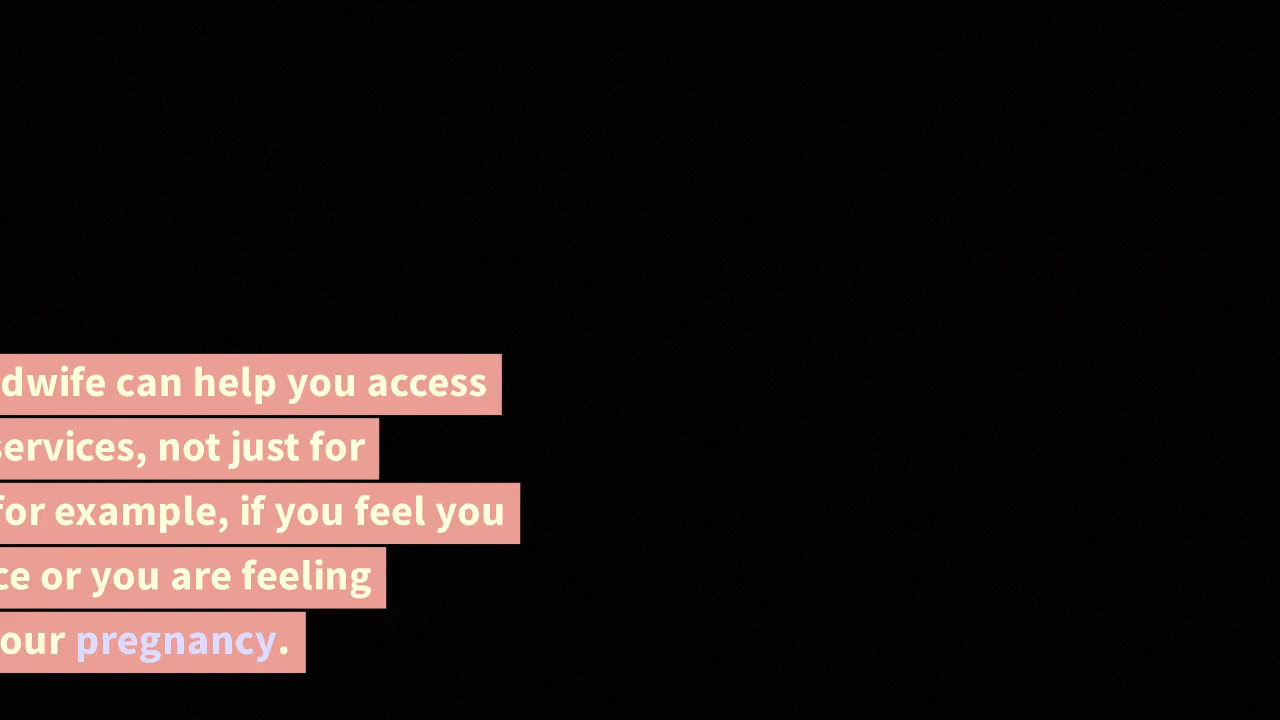 dwife can help you access
services, not just for
for example, if you feel you
ce or you are feeling
our pregnancy.